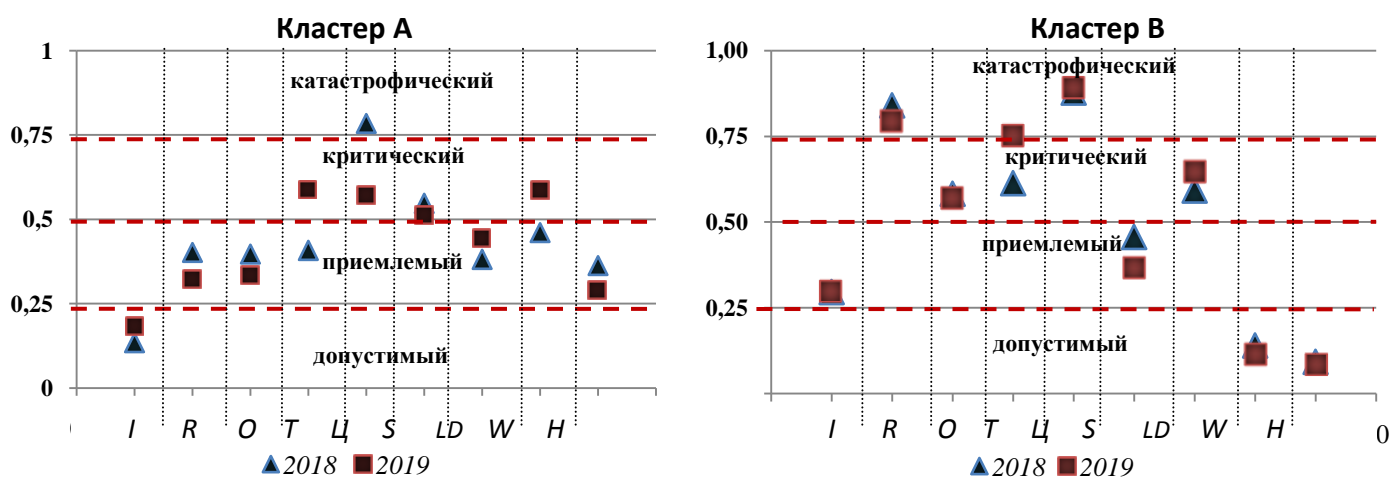 Кластер А
1
катастрофический
0,75
критический
0,5
приемлемый
0,25
допустимый
0
I R O T Ц S LD W H
2018 2019
Кластер В
1,00
катастрофический
0,75
критический
0,50
приемлемый
0,25
допустимый
I R O T Ц S LD W H 0
2018 2019